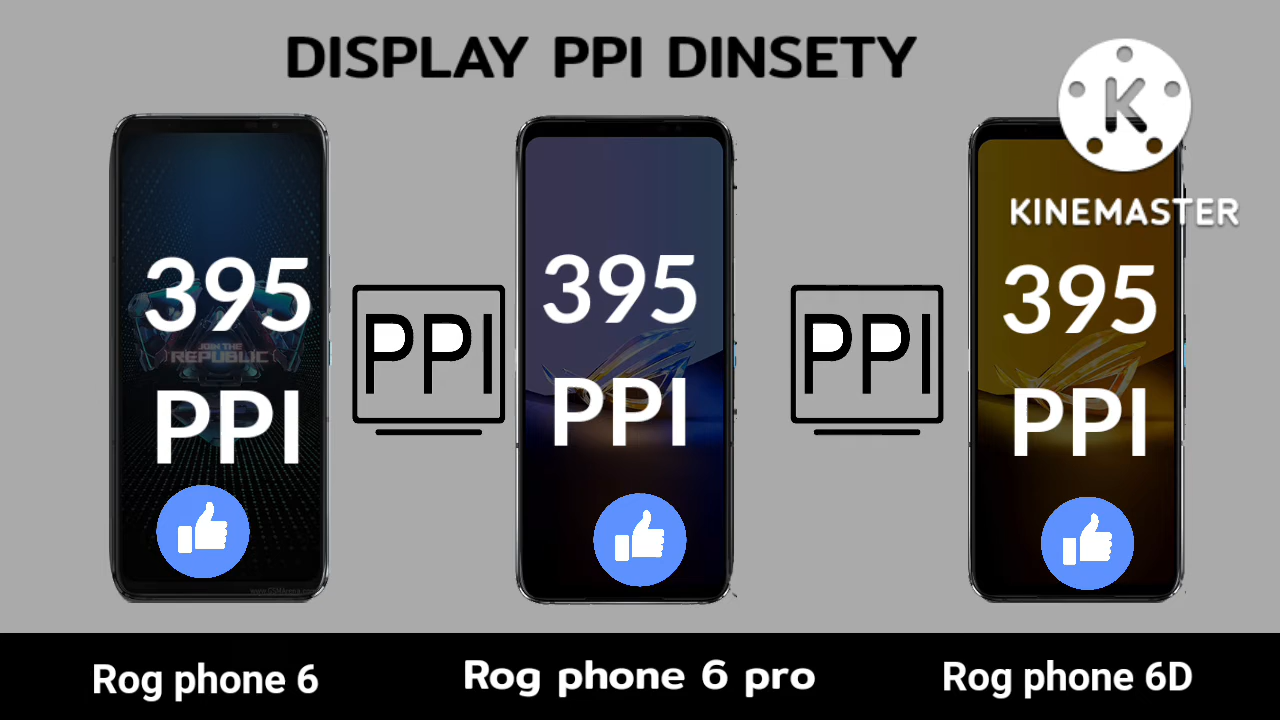 DISPLAY PPI DINSETY
K
KINEMASTER
395
PPI
JOIN THE
REPUBLIC
PPI
395
PPI
PPI
395
PPI
Rog phone 6
Rog phone 6 pro
Rog phone 6D